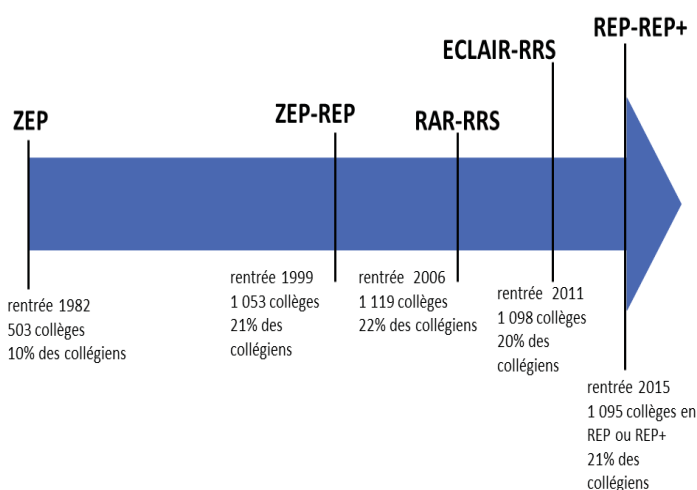 ZEP
rentrée 1982
503 collèges
10% des collégiens
ZEP-REP
rentrée 1999
1 053 collèges
21% des
collégiens
RAR-RRS
rentrée 2006
1 119 collèges
22% des collégiens
ECLAIR-RRS
rentrée 2011
1 098 collèges
20% des
collégiens
REP-REP+
rentrée 2015
1 095 collèges en
REP ou REP+
21% des
collégiens